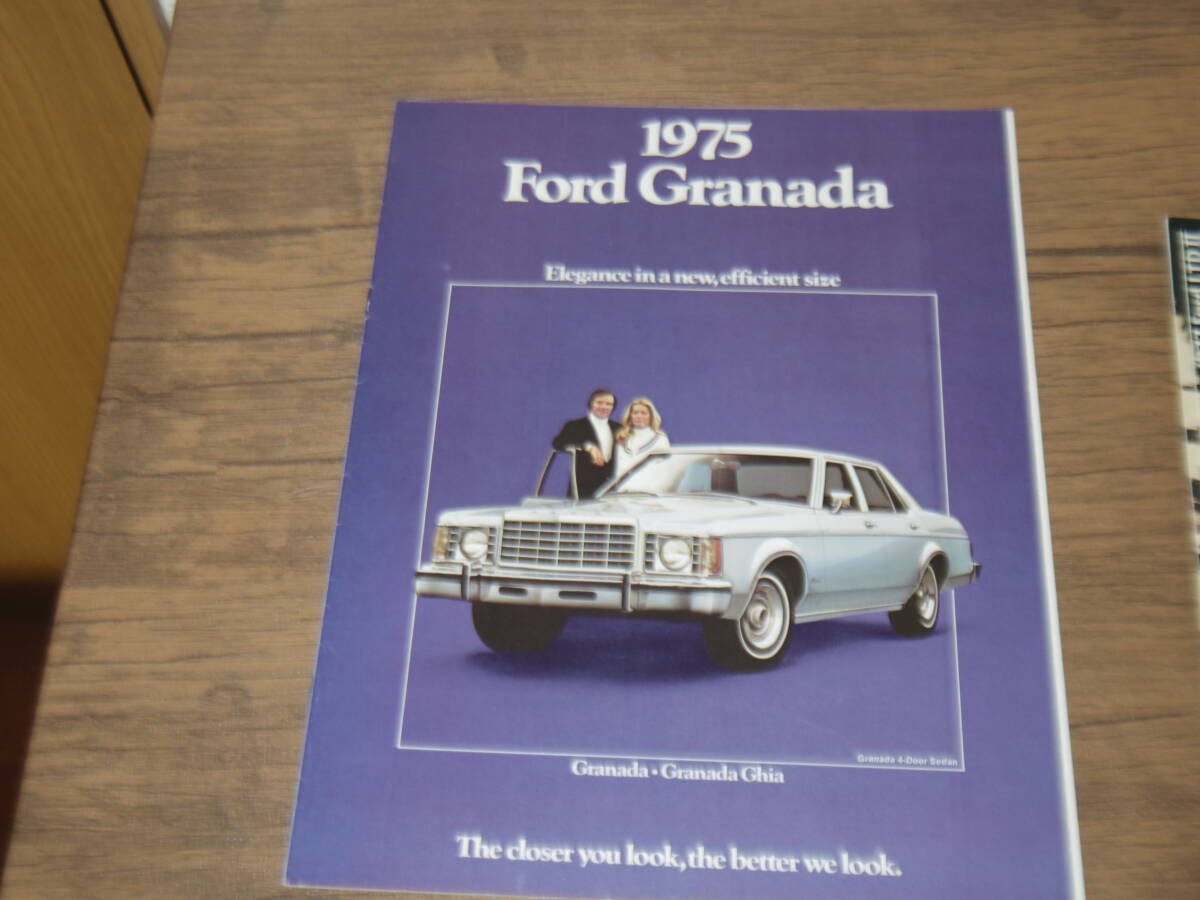 1975
Ford Granada
Elegance in a new, efficient size
Granada 4-Door Sedan
Granada • Granada Ghia
The closer you look, the better we look.